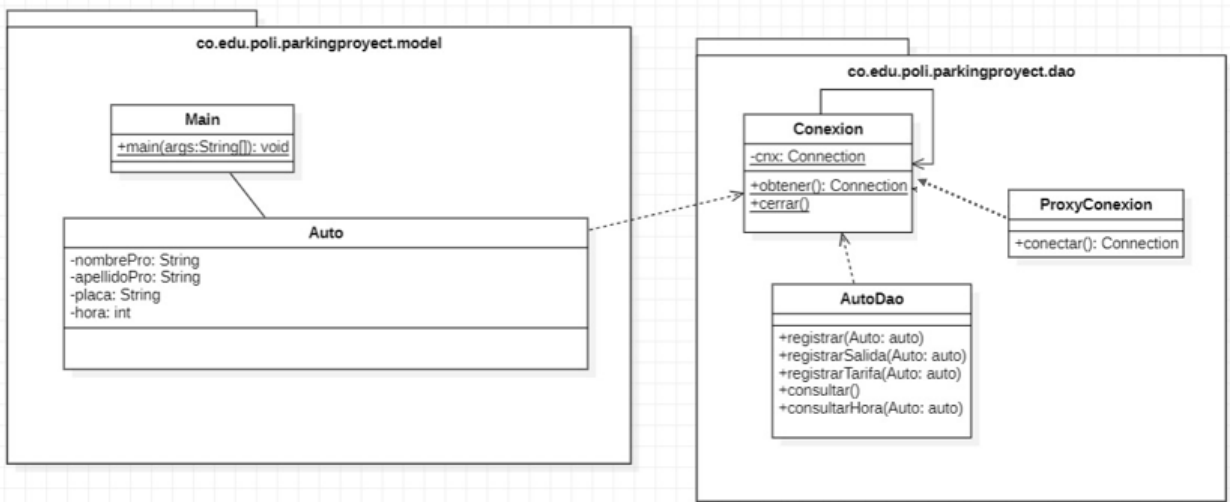 co.edu.poli.parkingproyect.model
Main
+main(args:String[]): void
Auto
-nombrePro: String
-apellidoPro: String
-placa: String
-hora: int
co.edu.poli.parkingproyect.dao
Conexion
-cnx: Connection
+obtener(): Connection
+cerrar()
ProxyConexion
+conectar(): Connection
AutoDao
+registrar(Auto: auto)
+registrarSalida(Auto: auto)
+registrarTarifa(Auto: auto)
+consultar()
+consultarHora(Auto: auto)